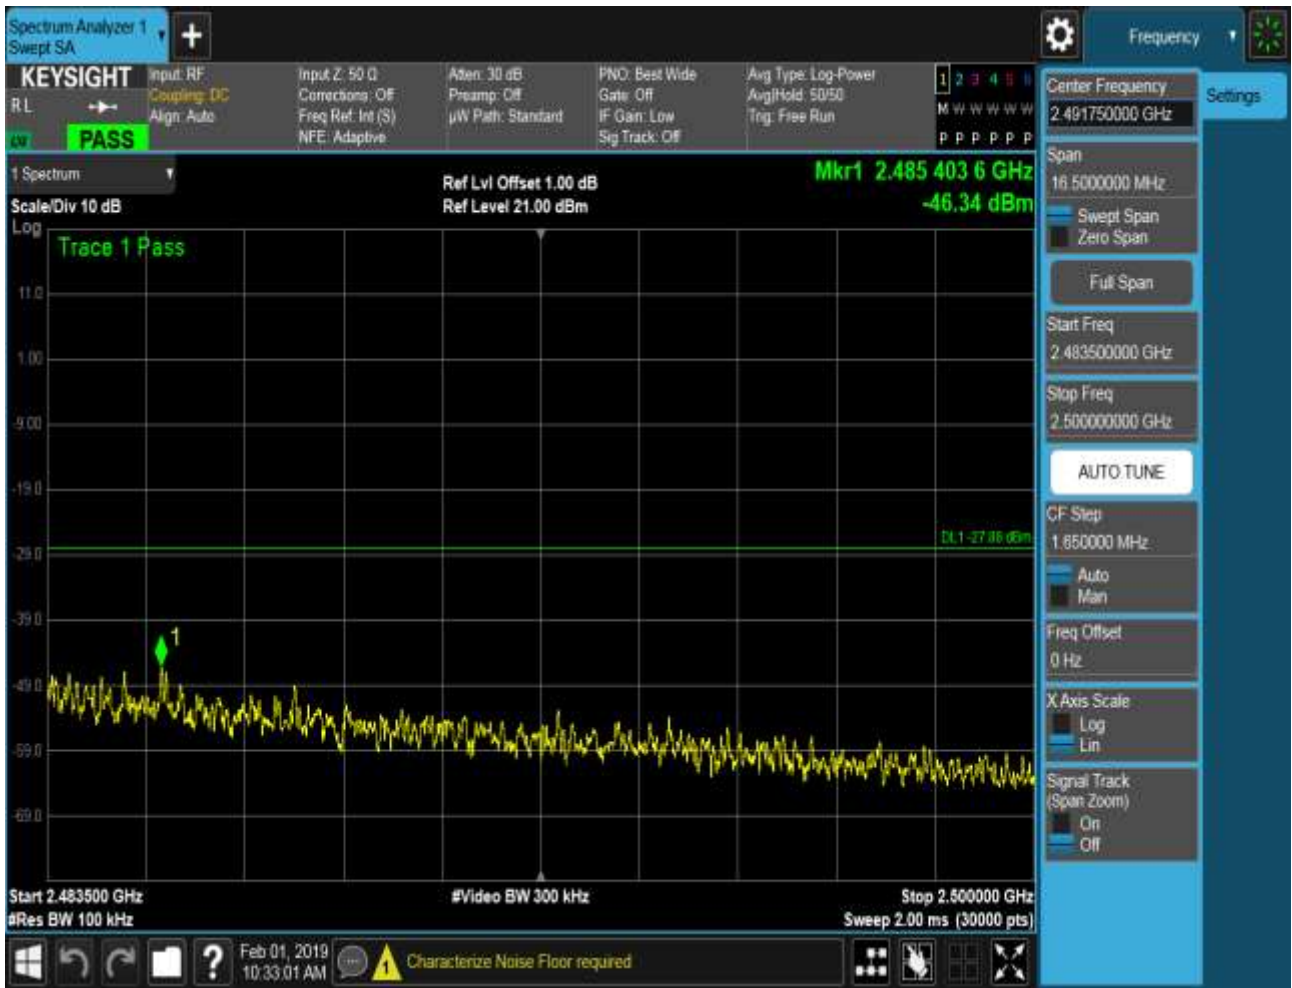 Spectrum Analyzer 1
Swept SA
+
Frequency
KEYSIGHT
RL
PASS
Input: RF
Coupling: DC
Align: Auto
Input Z: 50 Ω
Corrections: Off
Freq Ref: Int (S)
NFE: Adaptive
Atten: 30 dB
Preamp: Off
µW Path: Standard
PNO: Best Wide
Gate: Off
IF Gain: Low
Sig Track: Off
Avg Type: Log-Power
Avg|Hold: 50/50
Trig: Free Run
1 2 3 4 5 6
M W W W W W
P P P P P P
1 Spectrum
Scale/Div 10 dB
Ref Lvl Offset 1.00 dB
Ref Level 21.00 dBm
Mkr1 2.485 403 6 GHz
-46.34 dBm
Log
Trace 1 Pass
11.0
1.00
-9.00
-19.0
-29.0
-39.0
-49.0
-59.0
-69.0
1
Start 2.483500 GHz
#Res BW 100 kHz
#Video BW 300 kHz
Stop 2.500000 GHz
Sweep 2.00 ms (30000 pts)
Center Frequency
2.491750000 GHz
Settings
Span
16.5000000 MHz
Swept Span
Zero Span
Full Span
Start Freq
2.483500000 GHz
Stop Freq
2.500000000 GHz
AUTO TUNE
CF Step
1.650000 MHz
Auto
Man
Freq Offset
0 Hz
X Axis Scale
Log
Lin
Signal Track
(Span Zoom)
On
Off
?
Feb 01, 2019
10:33:01 AM
1
Characterize Noise Floor required